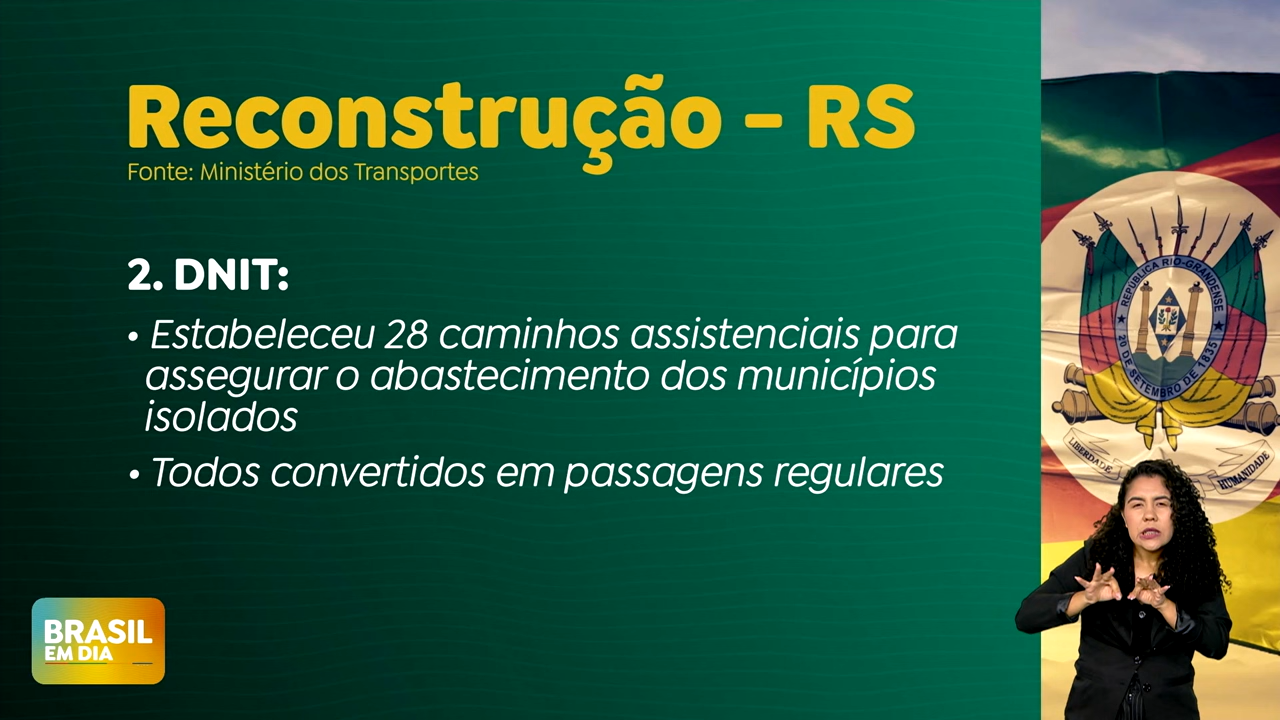 Reconstrução - RS
Fonte: Ministério dos Transportes
2. DNIT:
• Estabeleceu 28 caminhos assistenciais para
assegurar o abastecimento dos municípios
isolados
• Todos convertidos em passagens regulares
BRASIL
EM DIA
REPÚBLICA RIO-GRANDENSE
20 DE SETEMBRO DE 1835
LIBERDADE
HUMANIDADE